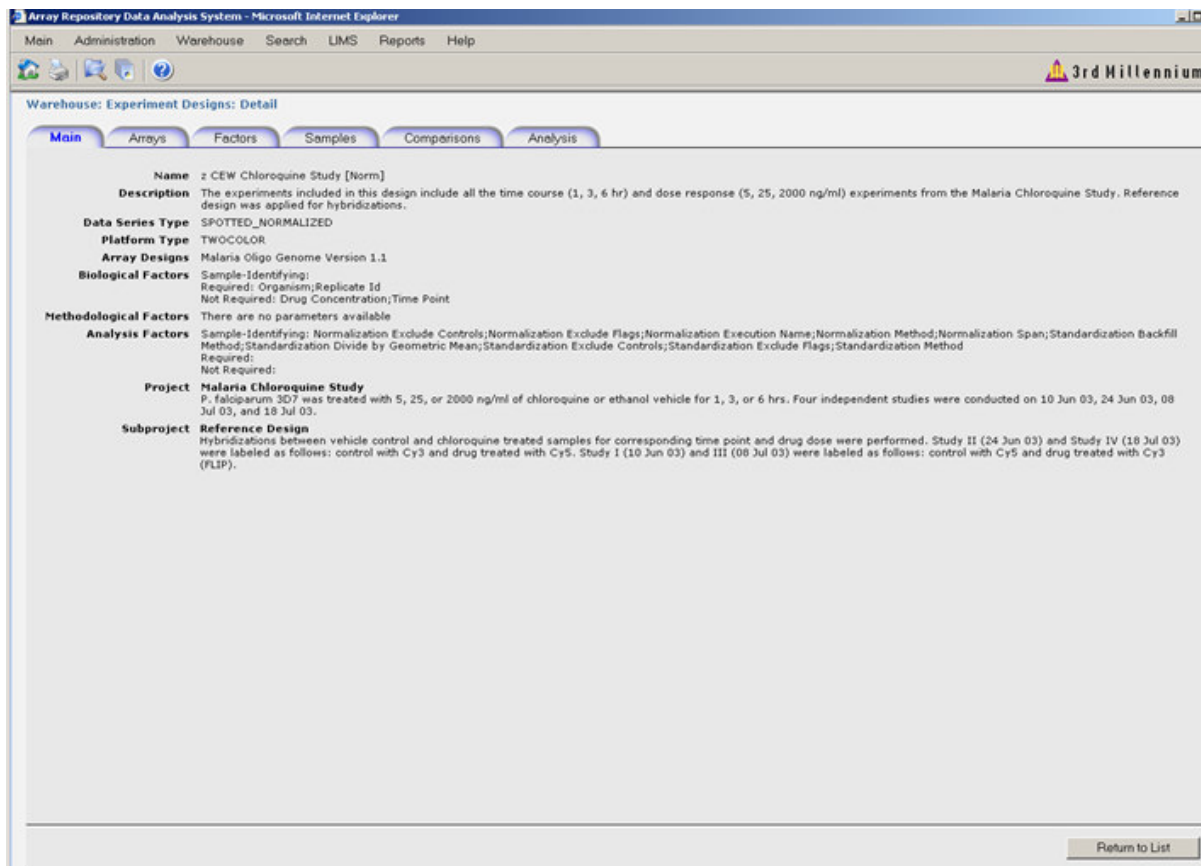 Array Repository Data Analysis System - Microsoft Internet Explorer
Main Administration Warehouse Search LIMS Reports Help
3rd Millennium
Warehouse: Experiment Designs: Detail
Main Arrays Factors Samples Comparisons Analysis
Name z CEW Chloroquine Study [Norm]
Description The experiments included in this design include all the time course (1, 3, 6 hr) and dose response (5, 25, 2000 ng/ml) experiments from the Malaria Chloroquine Study. Reference
design was applied for hybridizations.
Data Series Type SPOTTED_NORMALIZED
Platform Type TWOCOLOR
Array Designs Malaria Oligo Genome Version 1.1
Biological Factors Sample-Identifying:
Required: Organism;Replicate Id
Not Required: Drug Concentration;Time Point
Methodological Factors There are no parameters available
Analysis Factors Sample-Identifying: Normalization Exclude Controls;Normalization Exclude Flags;Normalization Execution Name;Normalization Method;Normalization Span;Standardization Backfill
Method;Standardization Divide by Geometric Mean;Standardization Exclude Controls;Standardization Exclude Flags;Standardization Method
Required:
Not Required:
Project Malaria Chloroquine Study
P. falciparum 3D7 was treated with 5, 25, or 2000 ng/ml of chloroquine or ethanol vehicle for 1, 3, or 6 hrs. Four independent studies were conducted on 10 Jun 03, 24 Jun 03, 08
Jul 03, and 18 Jul 03.
Subproject Reference Design
Hybridizations between vehicle control and chloroquine treated samples for corresponding time point and drug dose were performed. Study II (24 Jun 03) and Study IV (18 Jul 03)
were labeled as follows: control with Cy3 and drug treated with Cy5. Study I (10 Jun 03) and III (08 Jul 03) were labeled as follows: control with Cy5 and drug treated with Cy3
(FLIP).
Return to List